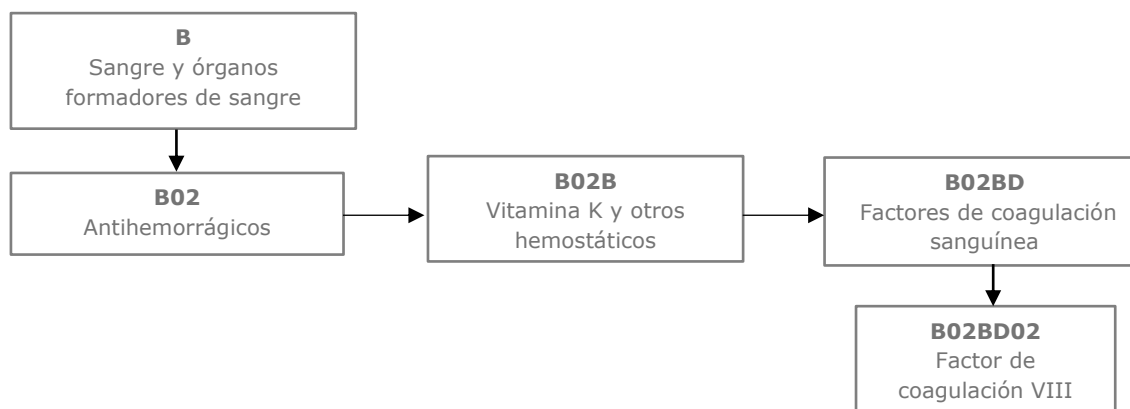 B
Sangre y órganos
formadores de sangre
B02
Antihemorrágicos
B02B
Vitamina K y otros
hemostáticos
B02BD
Factores de coagulación
sanguínea
B02BD02
Factor de
coagulación VIII